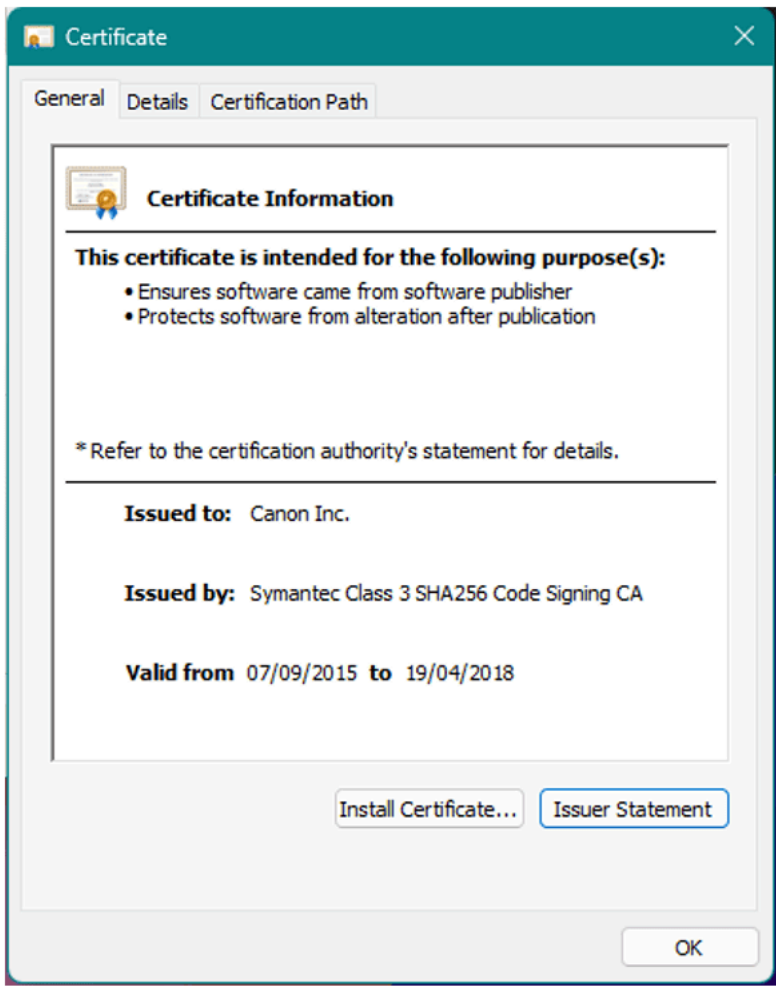 Certificate
General Details Certification Path
Certificate Information
This certificate is intended for the following purpose(s):
• Ensures software came from software publisher
• Protects software from alteration after publication
* Refer to the certification authority's statement for details.
Issued to: Canon Inc.
Issued by: Symantec Class 3 SHA256 Code Signing CA
Valid from 07/09/2015 to 19/04/2018
Install Certificate... Issuer Statement
OK